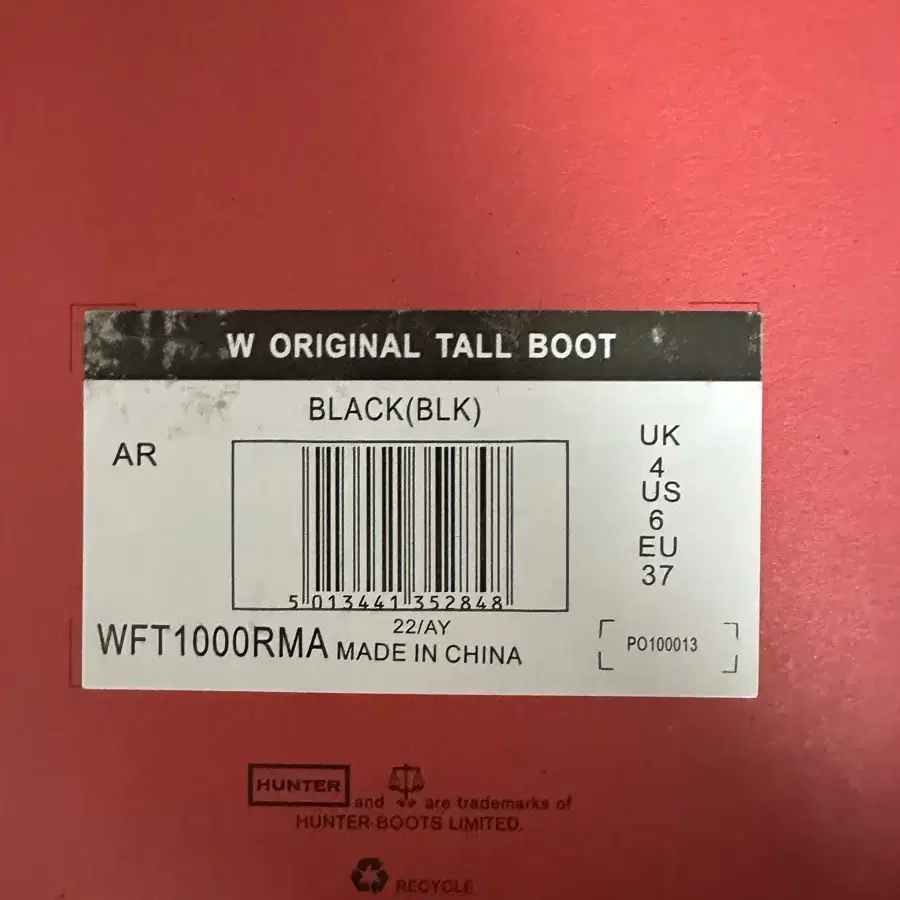 W ORIGINAL TALL BOOT
BLACK(BLK)
AR
UK
4
US
6
EU
37
5 013441 352848
22/AY
WFT1000RMA MADE IN CHINA
PO100013
HUNTER and are trademarks of
HUNTER BOOTS LIMITED.
RECYCLE